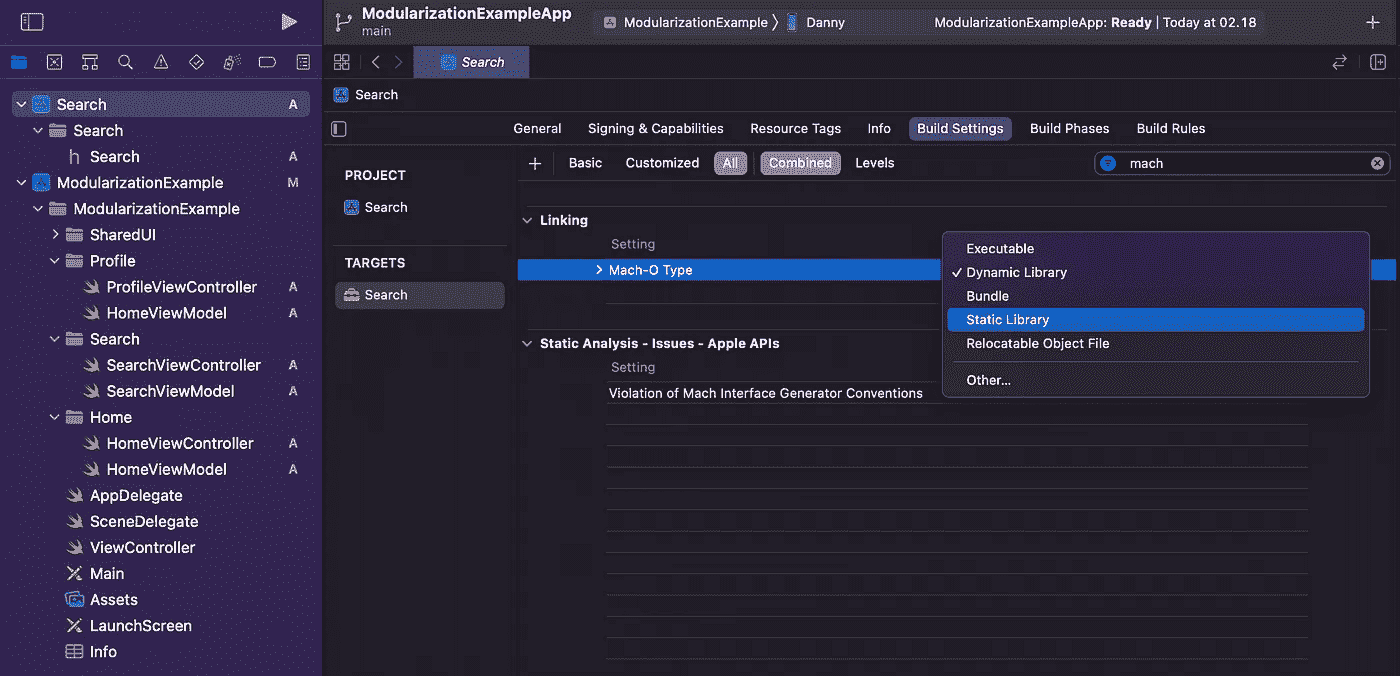 ModularizationExampleApp
main
ModularizationExample 〉 Danny
ModularizationExampleApp: Ready | Today at 02.18
Search
Search A
Search
h Search A
ModularizationExample M
ModularizationExample
SharedUI
Profile
ProfileViewController A
HomeViewModel A
Search
SearchViewController A
SearchViewModel A
Home
HomeViewController A
HomeViewModel A
AppDelegate
SceneDelegate
ViewController
Main
Assets
LaunchScreen
Info
Search
General Signing & Capabilities Resource Tags Info Build Settings Build Phases Build Rules
PROJECT
Search
TARGETS
Search
+ Basic Customized All Combined Levels mach
Linking
Setting
Mach-O Type
Executable
✓ Dynamic Library
Bundle
Static Library
Relocatable Object File
Other...
Static Analysis - Issues - Apple APIs
Setting
Violation of Mach Interface Generator Conventions